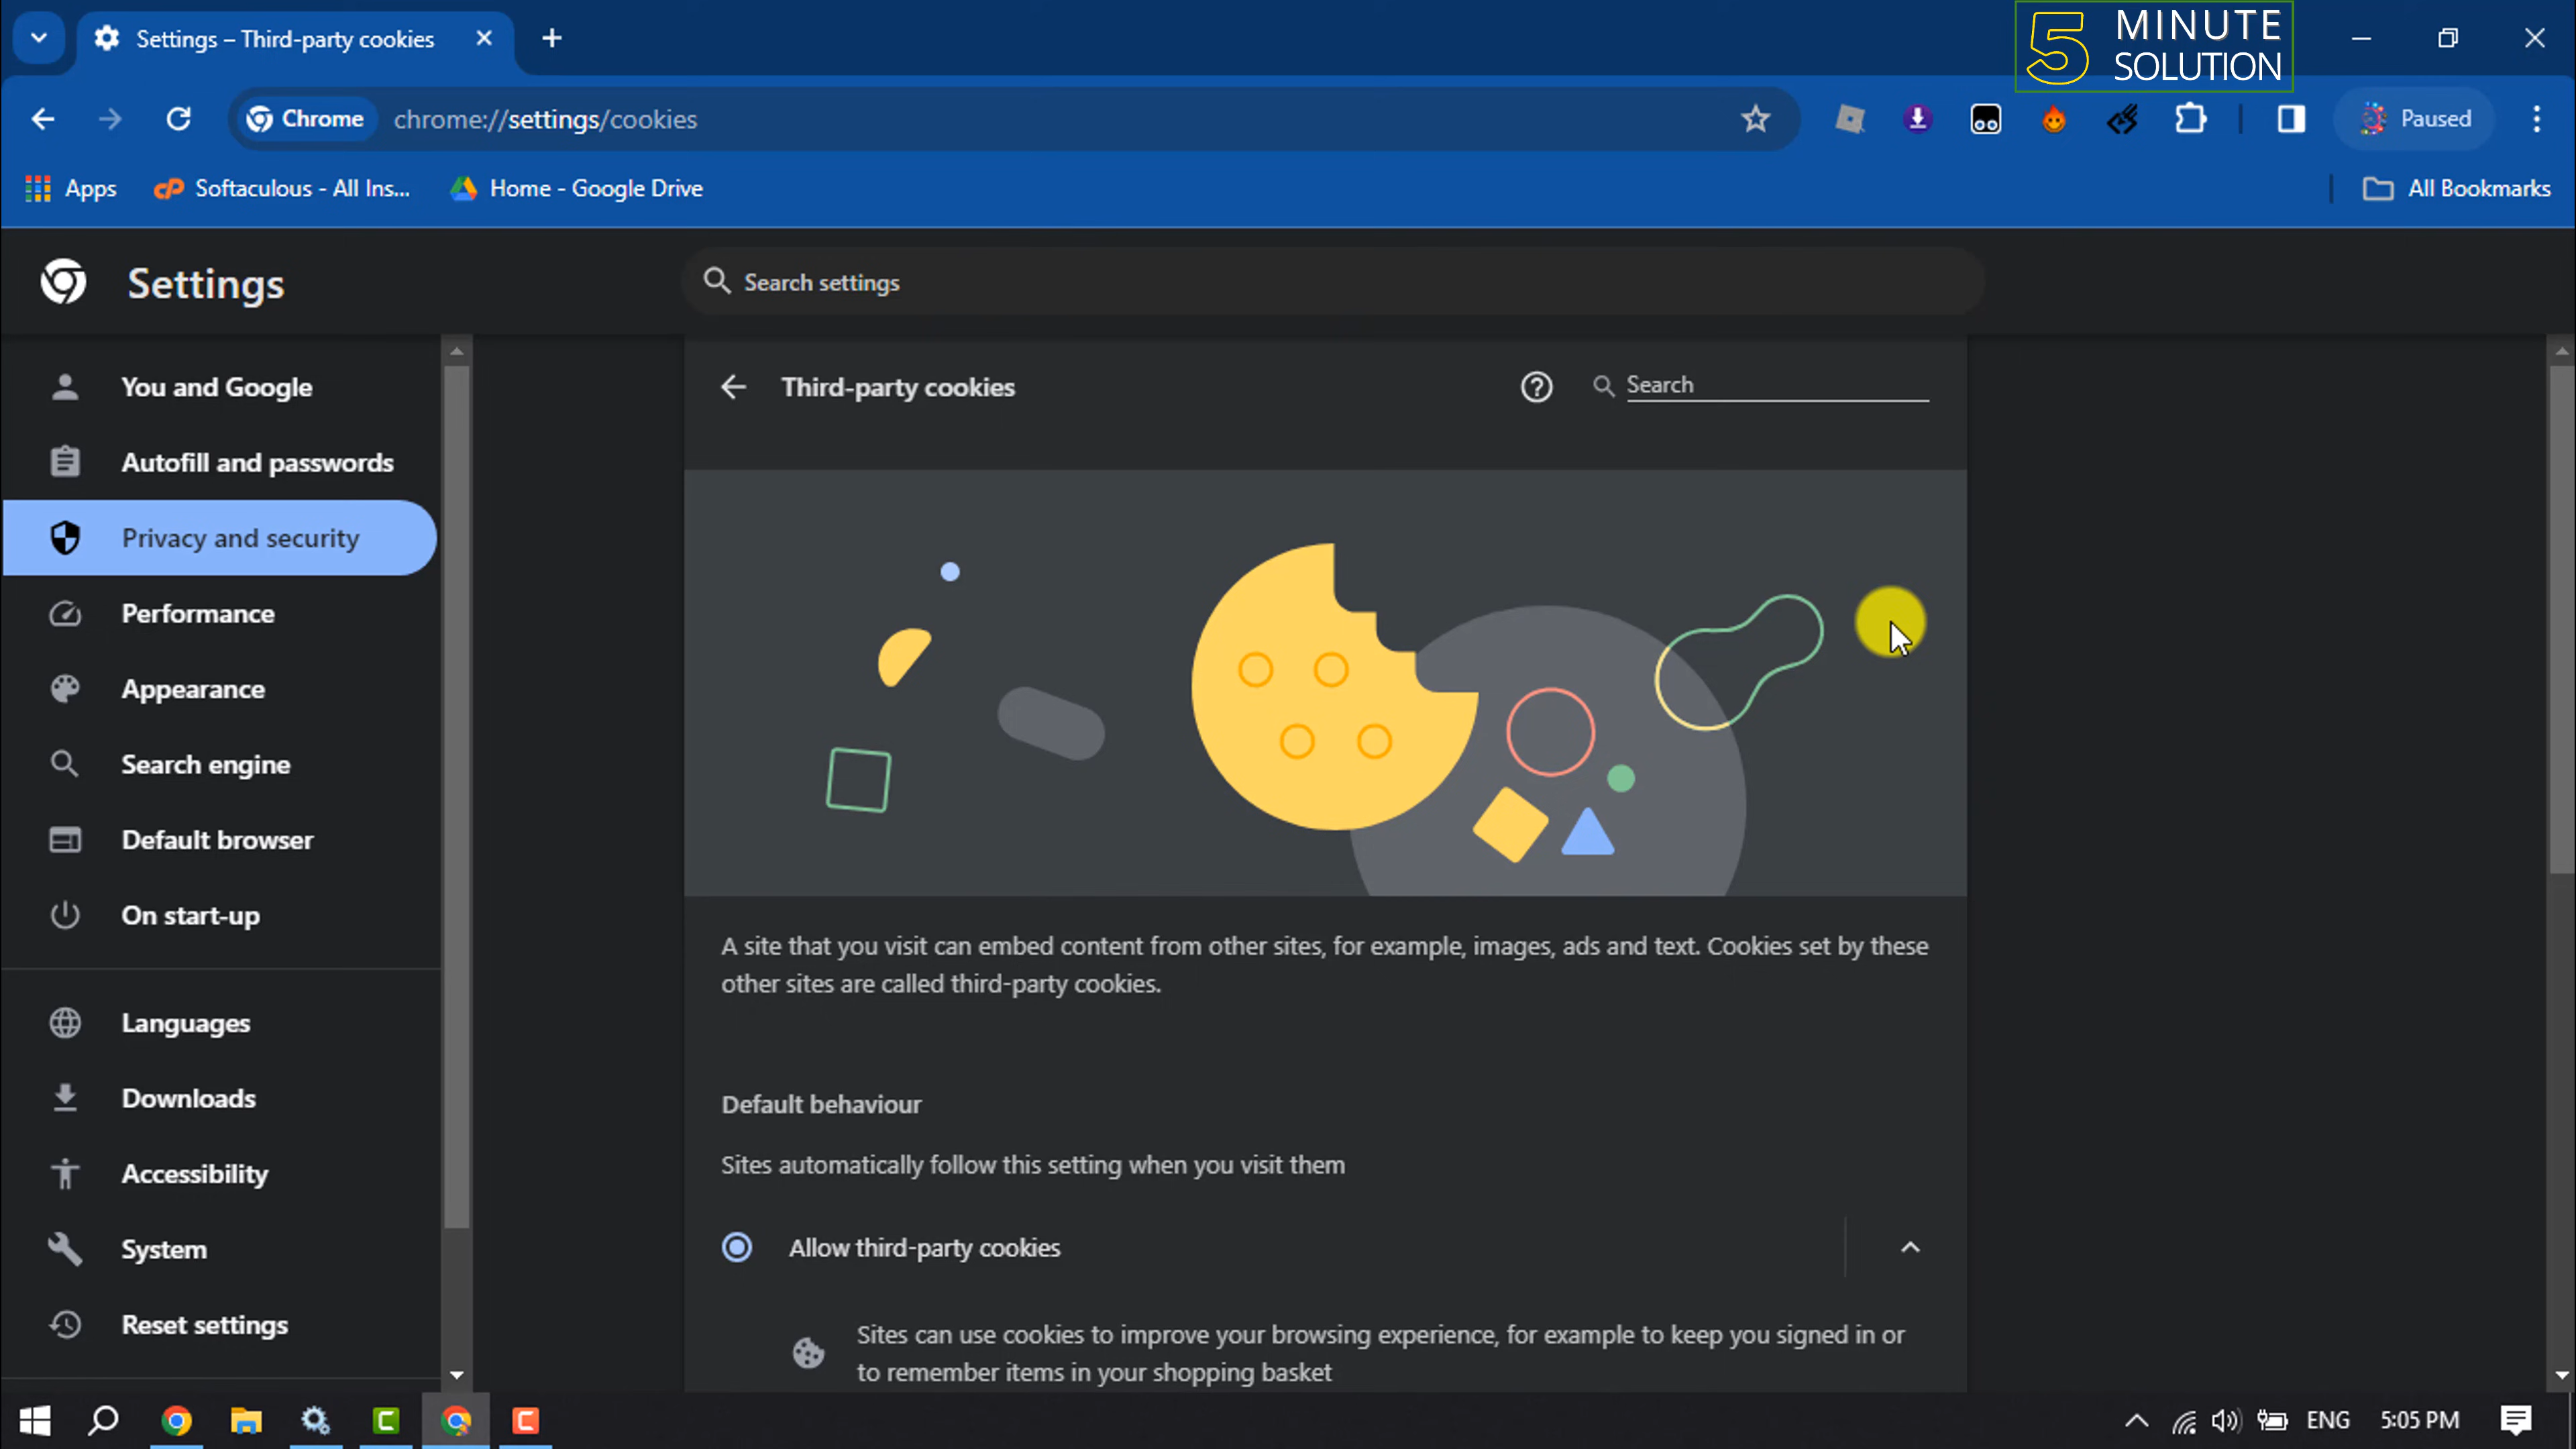 Settings – Third-party cookies
5 MINUTE
SOLUTION
Chrome
chrome://settings/cookies
Paused
Apps
Softaculous - All Ins...
Home - Google Drive
All Bookmarks
Settings
Search settings
You and Google
Autofill and passwords
Privacy and security
Performance
Appearance
Search engine
Default browser
On start-up
Languages
Downloads
Accessibility
System
Reset settings
Third-party cookies
Search
A site that you visit can embed content from other sites, for example, images, ads and text. Cookies set by these
other sites are called third-party cookies.
Default behaviour
Sites automatically follow this setting when you visit them
Allow third-party cookies
Sites can use cookies to improve your browsing experience, for example to keep you signed in or
to remember items in your shopping basket
ENG
5:05 PM